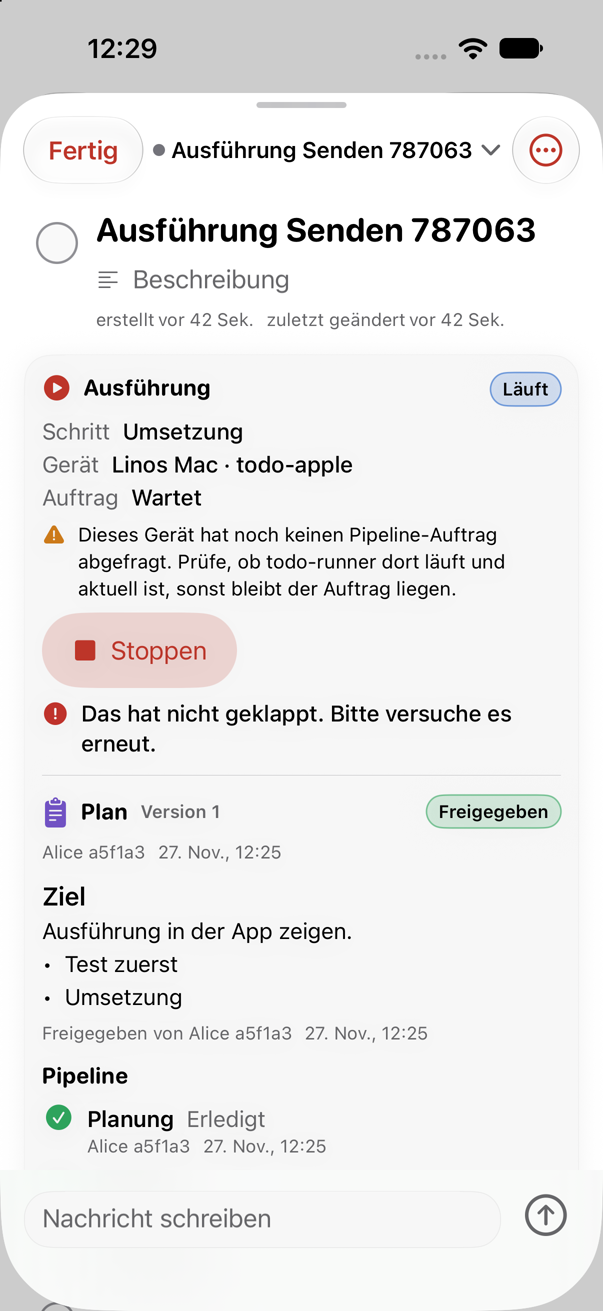 12:29
Fertig
Ausführung Senden 787063
Ausführung Senden 787063
Beschreibung
erstellt vor 42 Sek. zuletzt geändert vor 42 Sek.
Ausführung
Läuft
Schritt Umsetzung
Gerät Linos Mac · todo-apple
Auftrag Wartet
Dieses Gerät hat noch keinen Pipeline-Auftrag
abgefragt. Prüfe, ob todo-runner dort läuft und
aktuell ist, sonst bleibt der Auftrag liegen.
Stoppen
Das hat nicht geklappt. Bitte versuche es
erneut.
Plan Version 1
Freigegeben
Alice a5f1a3 27. Nov., 12:25
Ziel
Ausführung in der App zeigen.
• Test zuerst
• Umsetzung
Freigegeben von Alice a5f1a3 27. Nov., 12:25
Pipeline
Planung Erledigt
Alice a5f1a3 27. Nov., 12:25
Nachricht schreiben